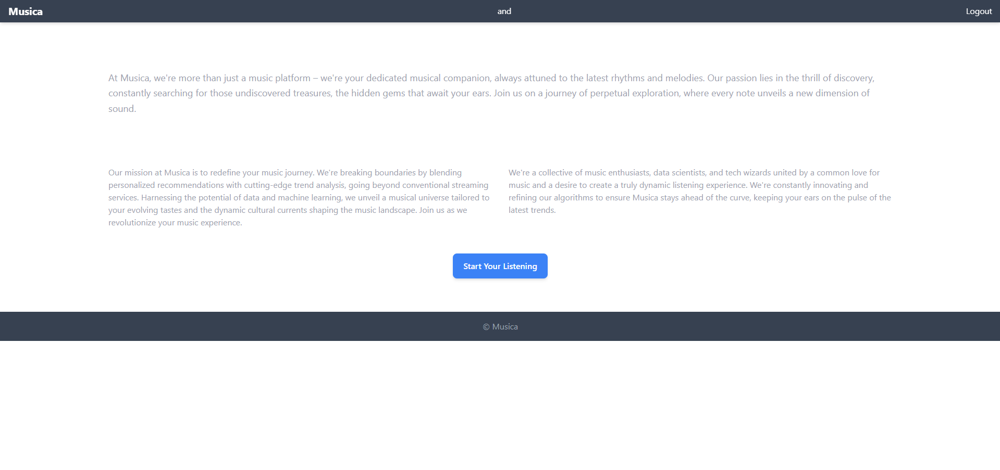 Musica
and
Logout
At Musica, we're more than just a music platform – we're your dedicated musical companion, always attuned to the latest rhythms and melodies. Our passion lies in the thrill of discovery,
constantly searching for those undiscovered treasures, the hidden gems that await your ears. Join us on a journey of perpetual exploration, where every note unveils a new dimension of
sound.
Our mission at Musica is to redefine your music journey. We're breaking boundaries by blending
personalized recommendations with cutting-edge trend analysis, going beyond conventional streaming
services. Harnessing the potential of data and machine learning, we unveil a musical universe tailored to
your evolving tastes and the dynamic cultural currents shaping the music landscape. Join us as we
revolutionize your music experience.
We're a collective of music enthusiasts, data scientists, and tech wizards united by a common love for
music and a desire to create a truly dynamic listening experience. We're constantly innovating and
refining our algorithms to ensure Musica stays ahead of the curve, keeping your ears on the pulse of the
latest trends.
Start Your Listening
© Musica